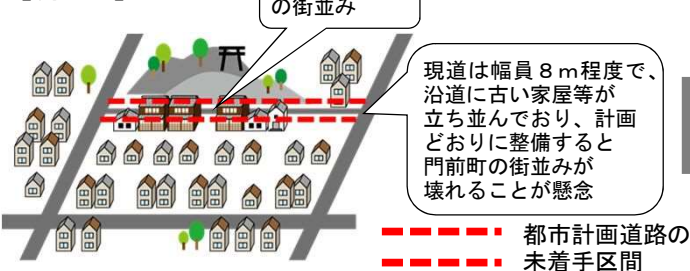 の街並み
現道は幅員８ｍ程度で、
沿道に古い家屋等が
立ち並んでおり、計画
どおりに整備すると
門前町の街並みが
壊れることが懸念
都市計画道路の
未着手区間